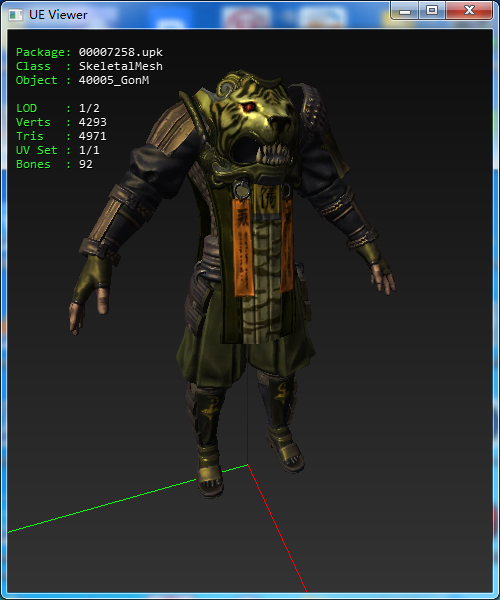 UE Viewer
Package: 00007258.upk
Class : SkeletalMesh
Object : 40005_GonM
LOD : 1/2
Verts : 4293
Tris : 4971
UV Set : 1/1
Bones : 92